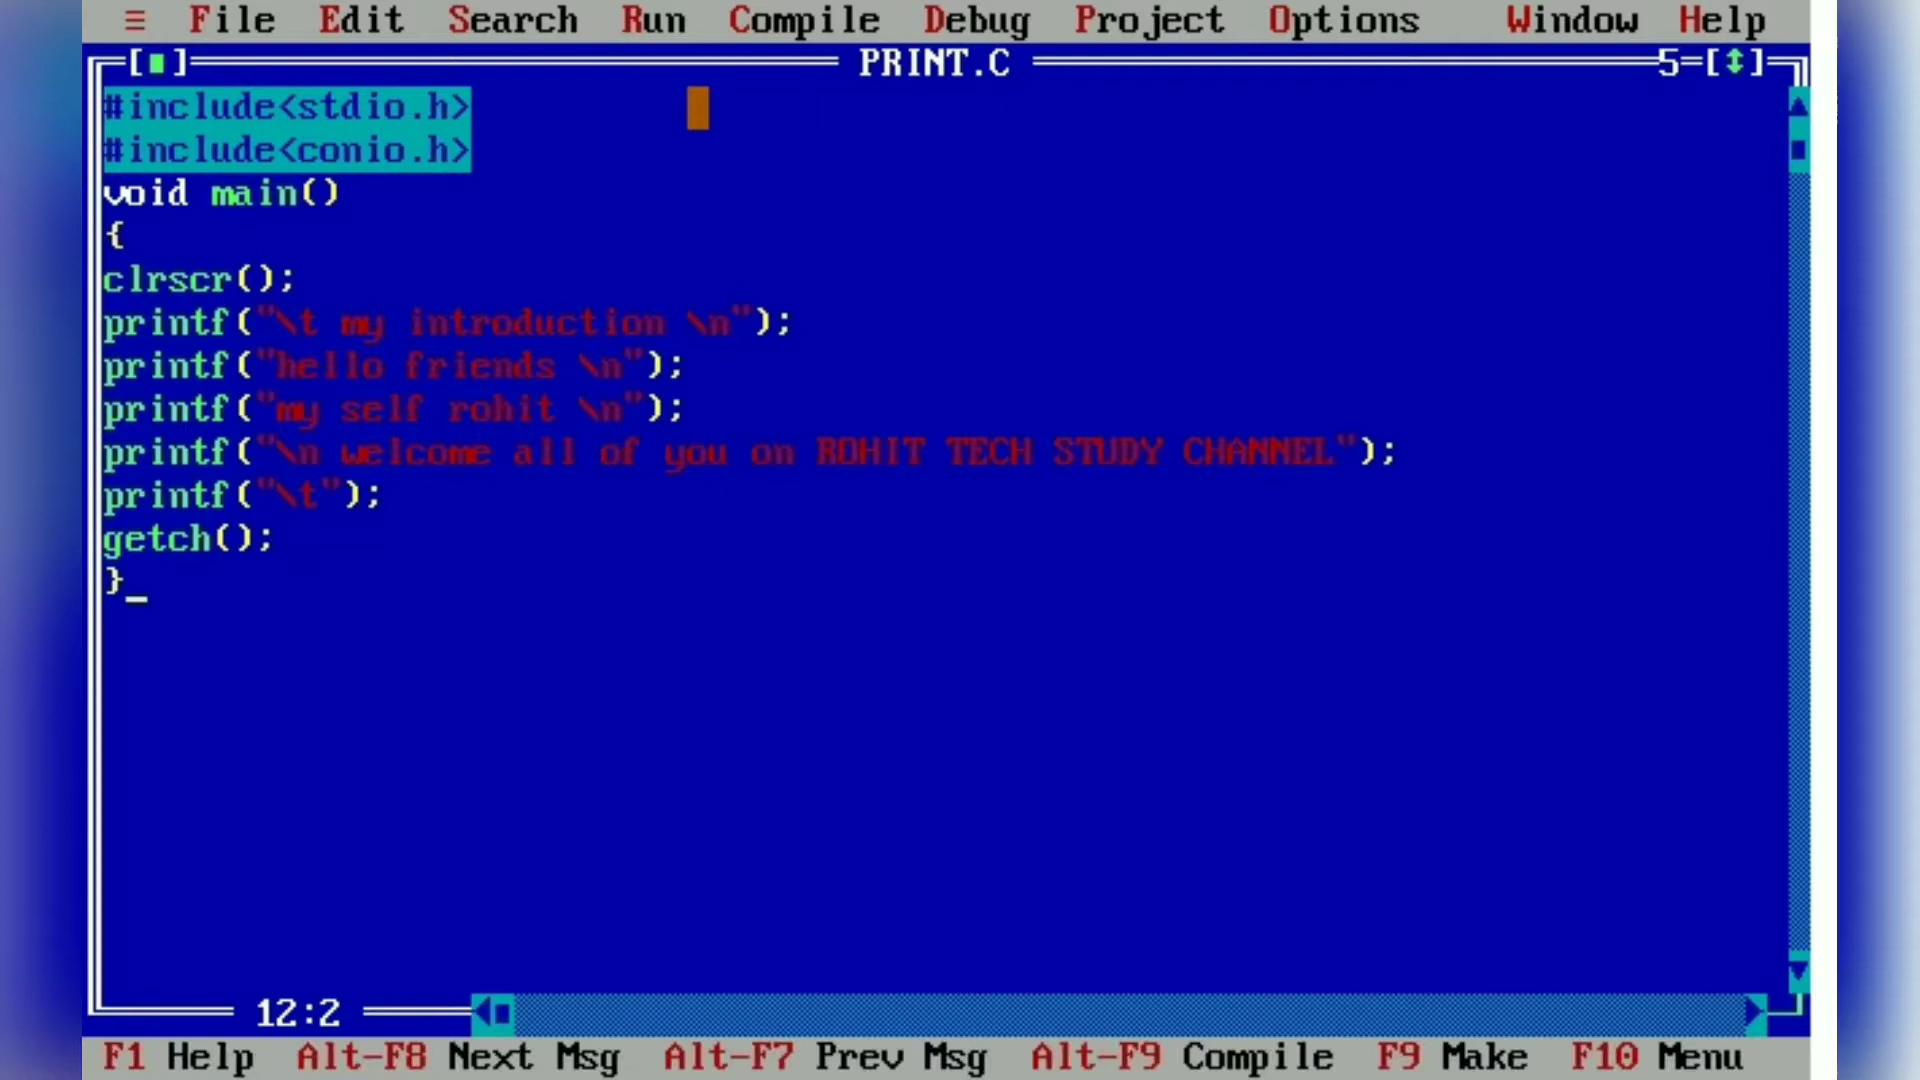 ≡ File Edit Search Run Compile Debug Project Options Window Help
[■] PRINT.C 5=[↕]
#include<stdio.h>
#include<conio.h>
void main()
{
clrscr();
printf("\t my introduction \n");
printf("hello friends \n");
printf("my self rohit \n");
printf("\n welcome all of you on ROHIT TECH STUDY CHANNEL");
printf("\t");
getch();
}_
12:2
F1 Help Alt-F8 Next Msg Alt-F7 Prev Msg Alt-F9 Compile F9 Make F10 Menu